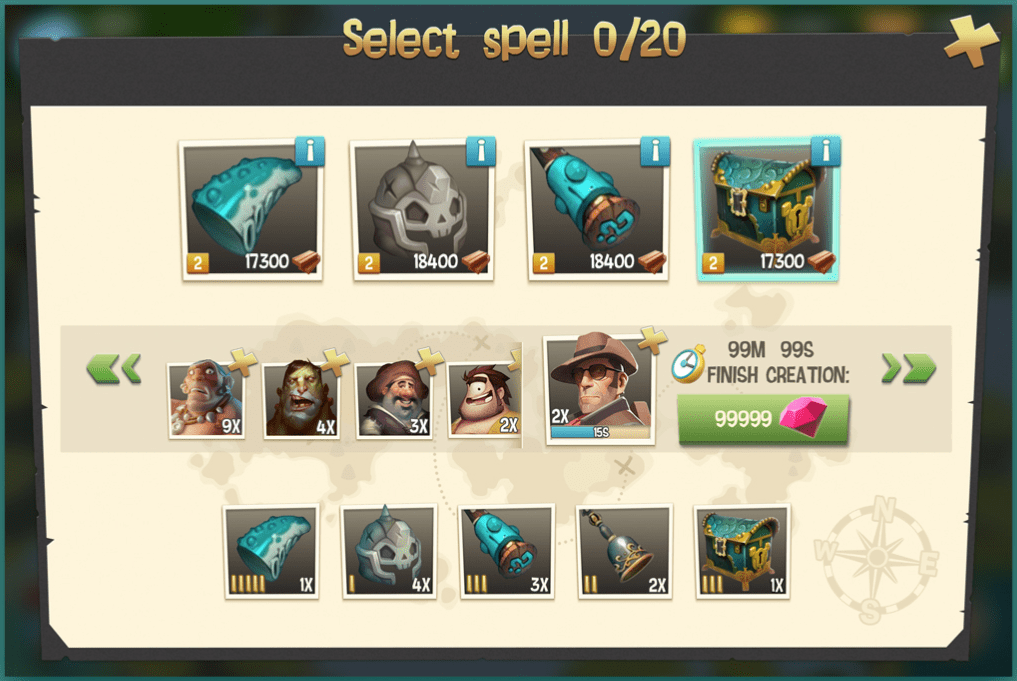 Select spell 0/20
i
i
i
i
2 17300
2 18400
2 18400
2 17300
9X
4X
3X
2X
2X
15S
99M 99S
FINISH CREATION:
99999
1X
4X
3X
2X
1X
N
W
E
S